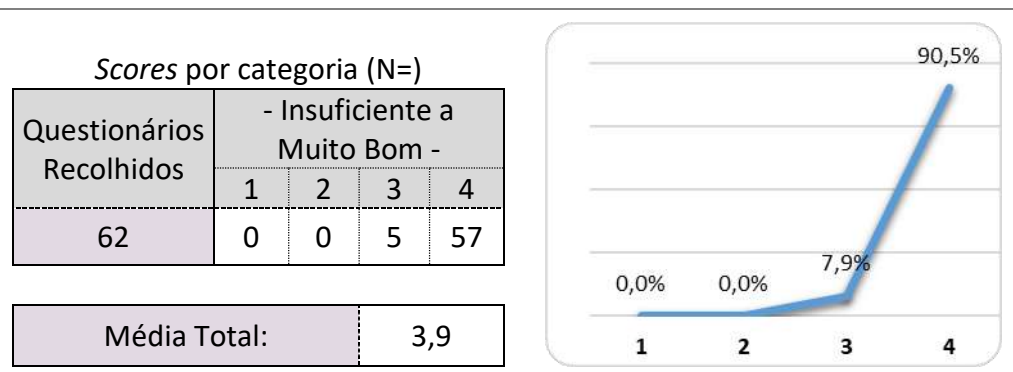 Scores por categoria (N=)
Questionários
Recolhidos
- Insuficiente a
Muito Bom -
1 2 3 4
62 0 0 5 57
Média Total: 3,9
90,5%
7,9%
0,0% 0,0%
1 2 3 4